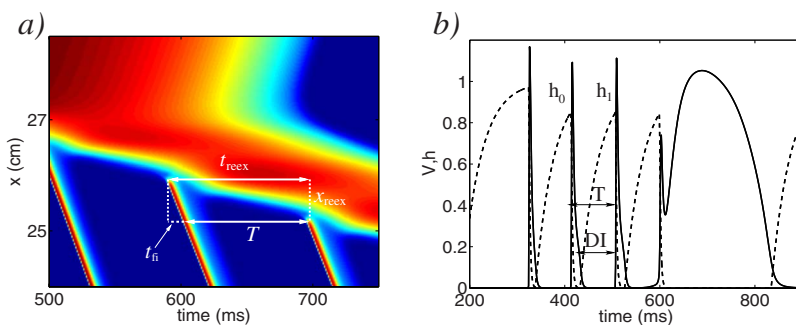 a)
x (cm)
27
25
t_reex
x_reex
T
t_fi
500
600
700
time (ms)
b)
V,h
1
0.8
0.6
0.4
0.2
0
h_0
h_1
T
DI
200
400
600
800
time (ms)